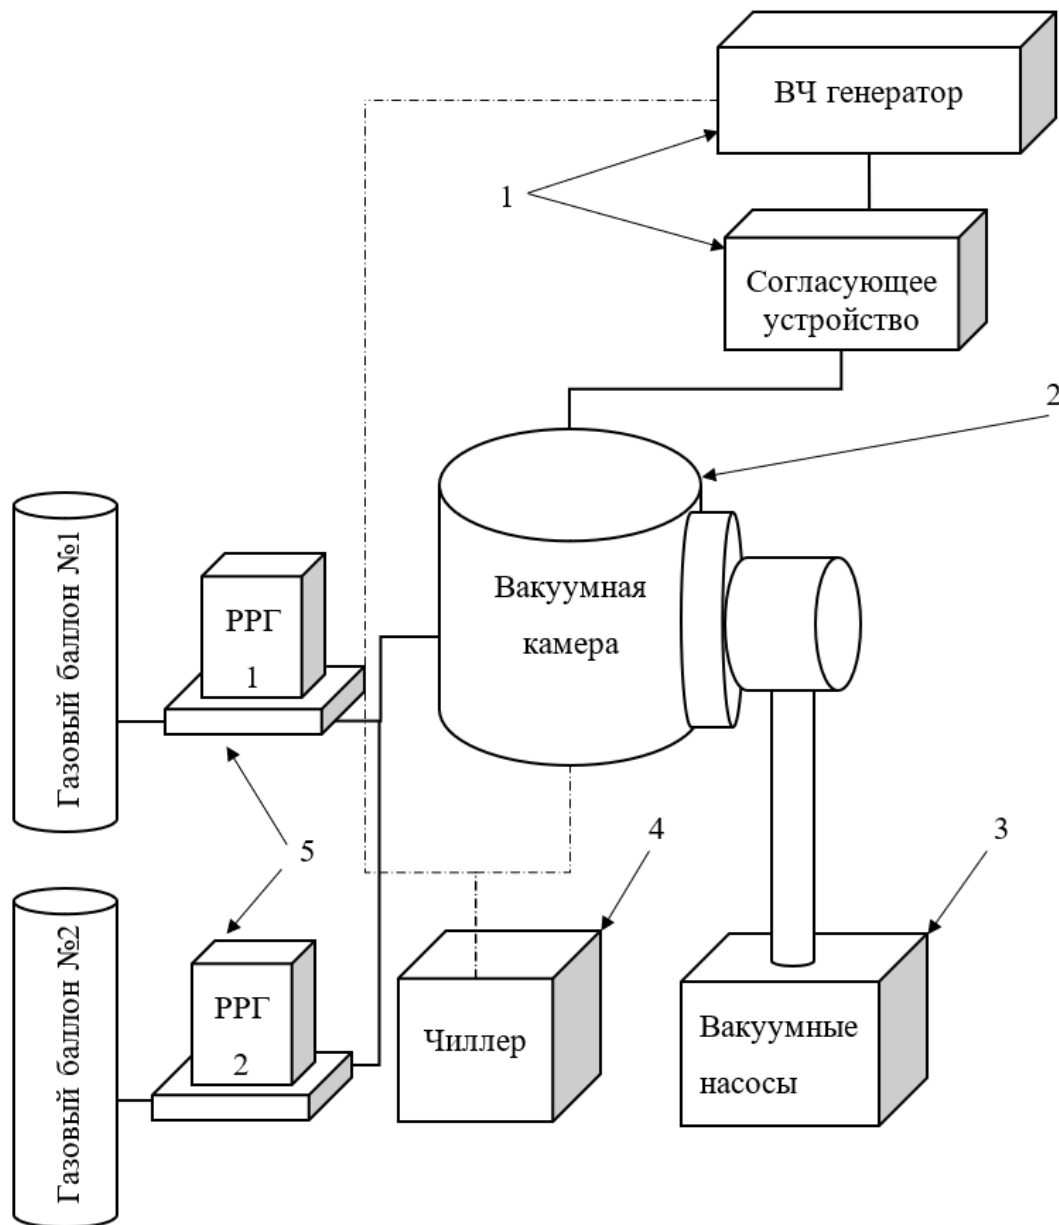 ВЧ генератор
1
Согласующее
устройство
2
Вакуумная
камера
Газовый баллон №1
РРГ
1
5
4
3
Газовый баллон №2
РРГ
2
Чиллер
Вакуумные
насосы